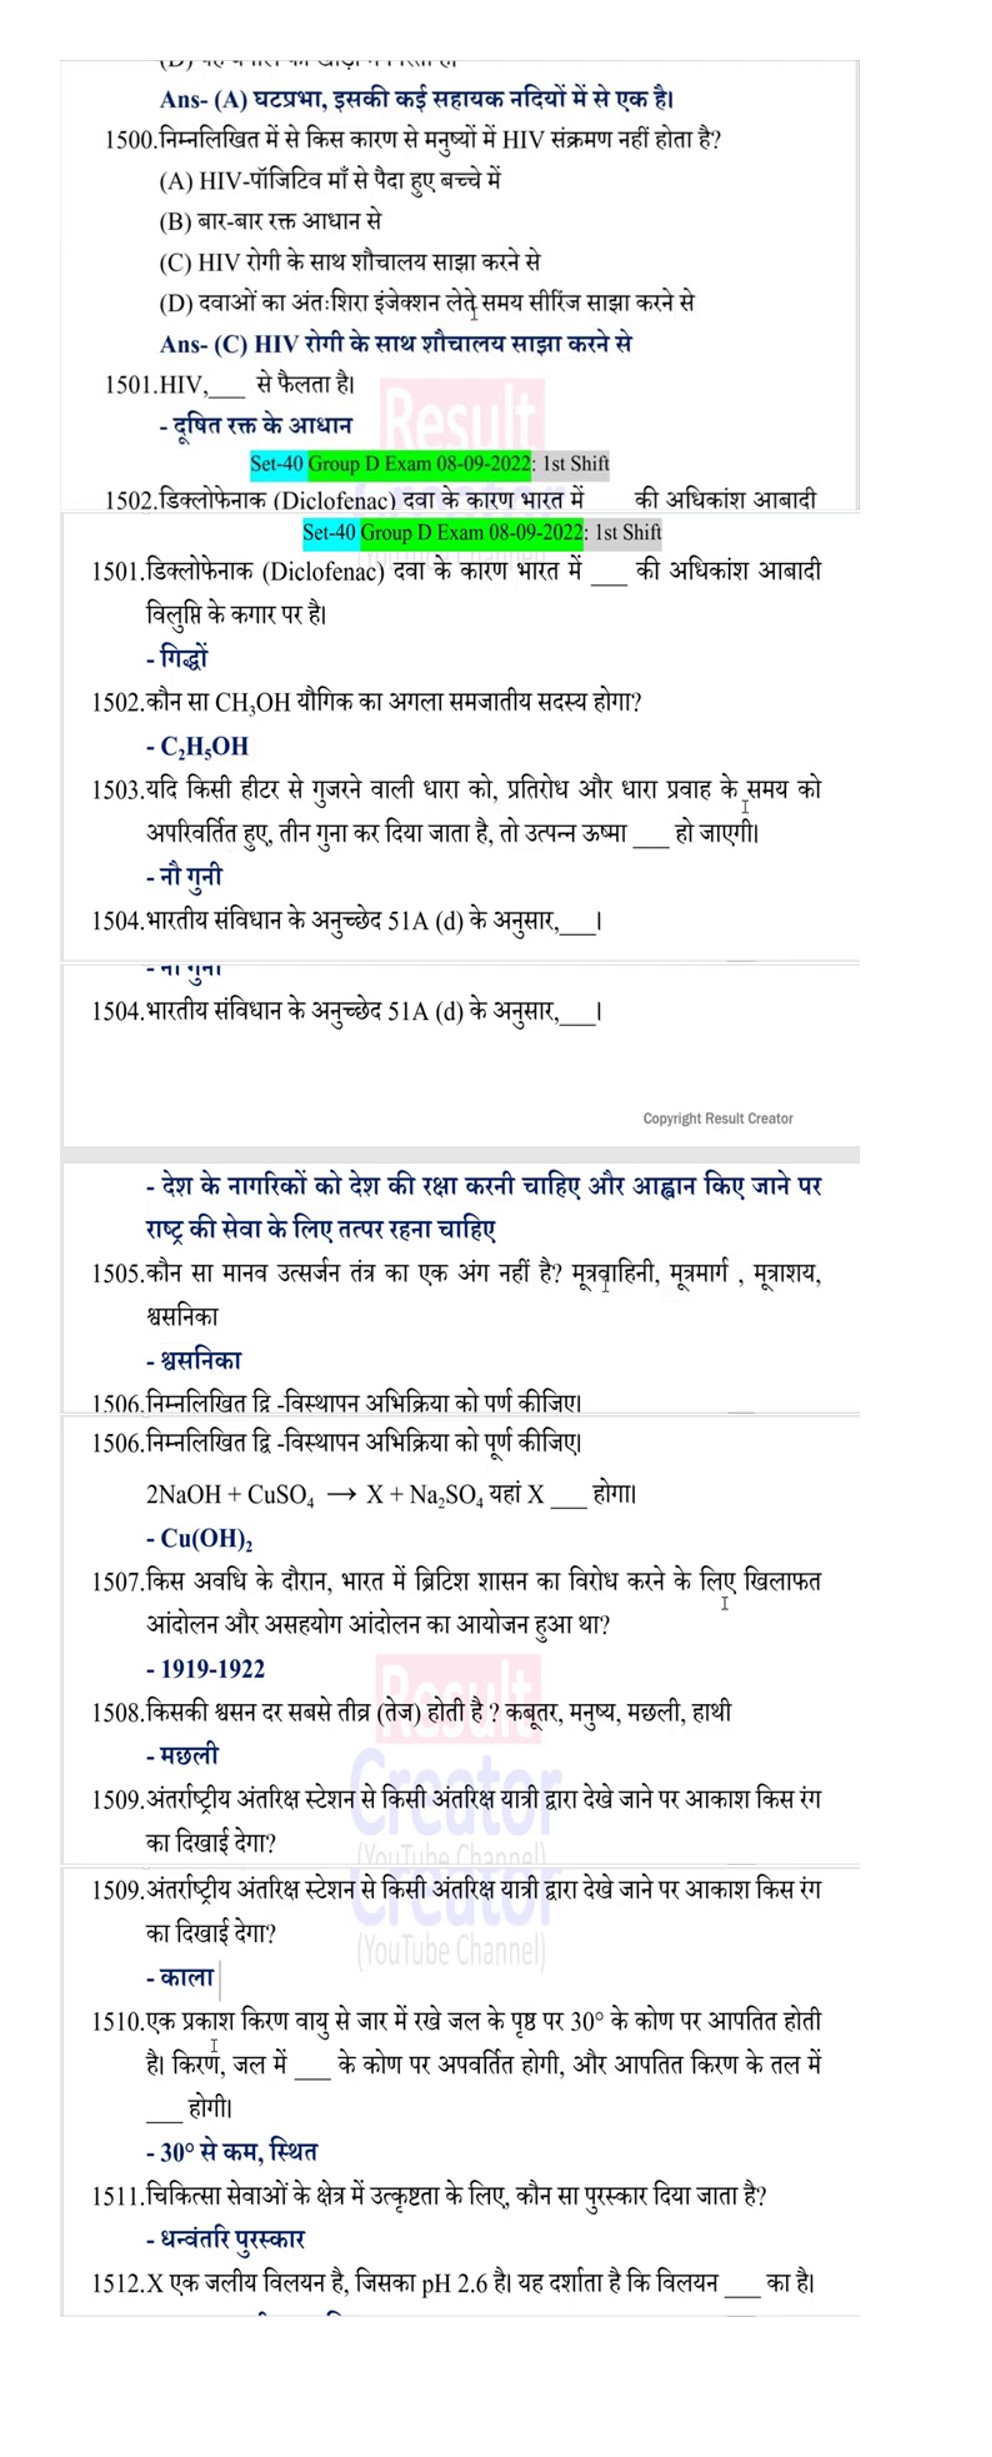 Ans- (A) घटप्रभा, इसकी कई सहायक नदियों में से एक है।
1500.निम्नलिखित में से किस कारण से मनुष्यों में HIV संक्रमण नहीं होता है?
(A) HIV-पॉजिटिव माँ से पैदा हुए बच्चे में
(B) बार-बार रक्त आधान से
(C) HIV रोगी के साथ शौचालय साझा करने से
(D) दवाओं का अंतःशिरा इंजेक्शन लेते समय सीरिंज साझा करने से
Ans- (C) HIV रोगी के साथ शौचालय साझा करने से
1501.HIV,___ से फैलता है।
- दूषित रक्त के आधान
Result
Set-40 Group D Exam 08-09-2022: 1st Shift
1502.डिक्लोफेनाक (Diclofenac) दवा के कारण भारत में ___ की अधिकांश आबादी
Set-40 Group D Exam 08-09-2022: 1st Shift
(YouTube Channel)
1501.डिक्लोफेनाक (Diclofenac) दवा के कारण भारत में ___ की अधिकांश आबादी
विलुप्ति के कगार पर है।
- गिद्धों
1502.कौन सा CH₃OH यौगिक का अगला समजातीय सदस्य होगा?
- C₂H₅OH
1503.यदि किसी हीटर से गुजरने वाली धारा को, प्रतिरोध और धारा प्रवाह के समय को
अपरिवर्तित हुए, तीन गुना कर दिया जाता है, तो उत्पन्न ऊष्मा ___ हो जाएगी।
- नौ गुनी
1504.भारतीय संविधान के अनुच्छेद 51A (d) के अनुसार,___।
- नौ गुनी
1504.भारतीय संविधान के अनुच्छेद 51A (d) के अनुसार,___।
Copyright Result Creator
- देश के नागरिकों को देश की रक्षा करनी चाहिए और आह्वान किए जाने पर
राष्ट्र की सेवा के लिए तत्पर रहना चाहिए
1505.कौन सा मानव उत्सर्जन तंत्र का एक अंग नहीं है? मूत्रवाहिनी, मूत्रमार्ग , मूत्राशय,
श्वसनिका
- श्वसनिका
1506.निम्नलिखित द्वि -विस्थापन अभिक्रिया को पूर्ण कीजिए।
1506.निम्नलिखित द्वि -विस्थापन अभिक्रिया को पूर्ण कीजिए।
2NaOH + CuSO₄ → X + Na₂SO₄ यहां X ___ होगा।
- Cu(OH)₂
1507.किस अवधि के दौरान, भारत में ब्रिटिश शासन का विरोध करने के लिए खिलाफत
आंदोलन और असहयोग आंदोलन का आयोजन हुआ था?
- 1919-1922
Result
1508.किसकी श्वसन दर सबसे तीव्र (तेज) होती है ? कबूतर, मनुष्य, मछली, हाथी
- मछली
Creator
1509.अंतर्राष्ट्रीय अंतरिक्ष स्टेशन से किसी अंतरिक्ष यात्री द्वारा देखे जाने पर आकाश किस रंग
का दिखाई देगा?
(YouTube Channel)
Creator
1509.अंतर्राष्ट्रीय अंतरिक्ष स्टेशन से किसी अंतरिक्ष यात्री द्वारा देखे जाने पर आकाश किस रंग
का दिखाई देगा?
(YouTube Channel)
- काला
1510.एक प्रकाश किरण वायु से जार में रखे जल के पृष्ठ पर 30° के कोण पर आपतित होती
है। किरण, जल में ___ के कोण पर अपवर्तित होगी, और आपतित किरण के तल में
___ होगी।
- 30° से कम, स्थित
1511.चिकित्सा सेवाओं के क्षेत्र में उत्कृष्टता के लिए, कौन सा पुरस्कार दिया जाता है?
- धन्वंतरि पुरस्कार
1512.X एक जलीय विलयन है, जिसका pH 2.6 है। यह दर्शाता है कि विलयन ___ का है।